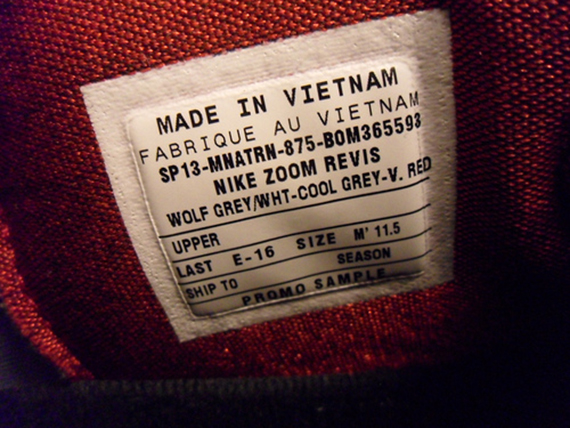 MADE IN VIETNAM
FABRIQUE AU VIETNAM
SP13-MNATRN-875-BOM365593
NIKE ZOOM REVIS
WOLF GREY/WHT-COOL GREY-V. RED
UPPER
LAST E-16 SIZE M' 11.5
SHIP TO SEASON
PROMO SAMPLE